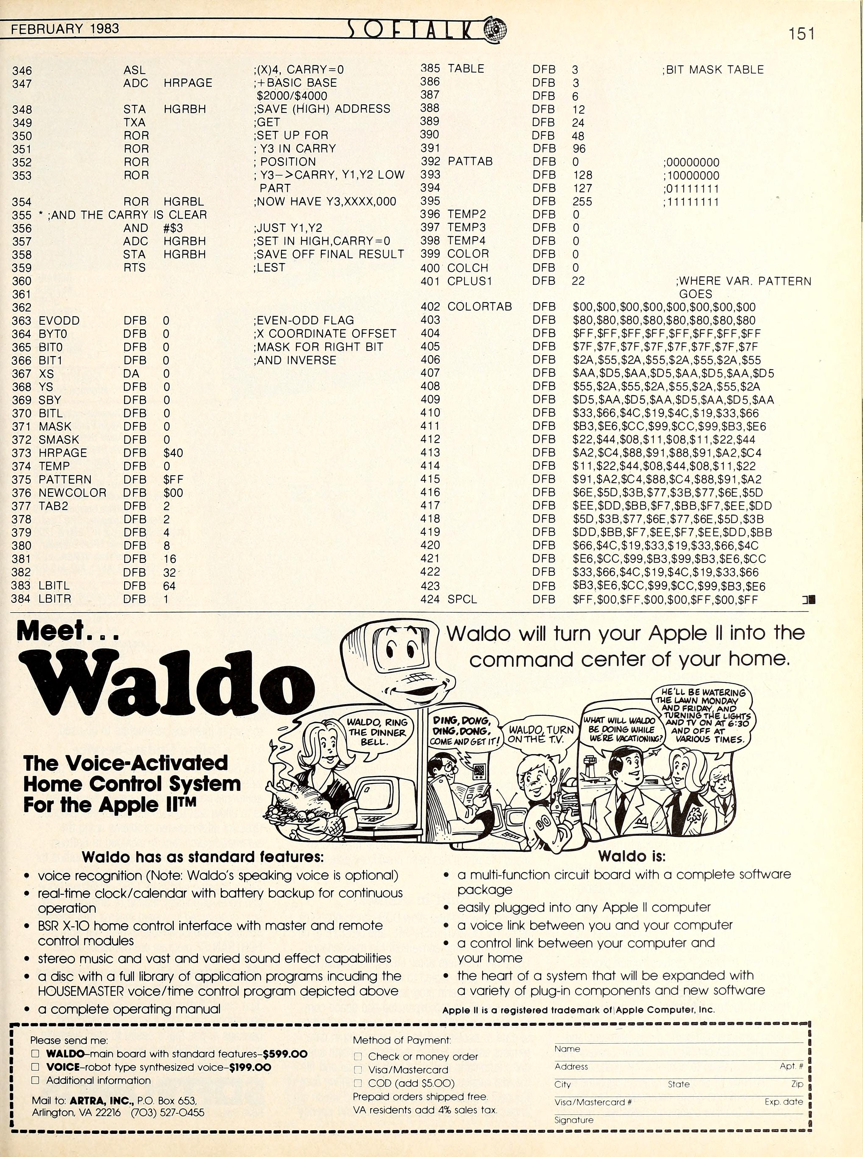 FEBRUARY 1983
SOFTALK
151
346 ASL ;(X)4, CARRY=0
347 ADC HRPAGE ;+BASIC BASE
$2000/$4000
348 STA HGRBH ;SAVE (HIGH) ADDRESS
349 TXA ;GET
350 ROR ;SET UP FOR
351 ROR ; Y3 IN CARRY
352 ROR ; POSITION
353 ROR ; Y3->CARRY, Y1,Y2 LOW
PART
354 ROR HGRBL ;NOW HAVE Y3,XXXX,000
355 * ;AND THE CARRY IS CLEAR
356 AND #$3 ;JUST Y1,Y2
357 ADC HGRBH ;SET IN HIGH,CARRY=0
358 STA HGRBH ;SAVE OFF FINAL RESULT
359 RTS ;LEST
360
361
362
363 EVODD DFB 0 ;EVEN-ODD FLAG
364 BYT0 DFB 0 ;X COORDINATE OFFSET
365 BIT0 DFB 0 ;MASK FOR RIGHT BIT
366 BIT1 DFB 0 ;AND INVERSE
367 XS DA 0
368 YS DFB 0
369 SBY DFB 0
370 BITL DFB 0
371 MASK DFB 0
372 SMASK DFB 0
373 HRPAGE DFB $40
374 TEMP DFB 0
375 PATTERN DFB $FF
376 NEWCOLOR DFB $00
377 TAB2 DFB 2
378 DFB 2
379 DFB 4
380 DFB 8
381 DFB 16
382 DFB 32
383 LBITL DFB 64
384 LBITR DFB 1
385 TABLE DFB 3 ;BIT MASK TABLE
386 DFB 3
387 DFB 6
388 DFB 12
389 DFB 24
390 DFB 48
391 DFB 96
392 PATTAB DFB 0 ;00000000
393 DFB 128 ;10000000
394 DFB 127 ;01111111
395 DFB 255 ;11111111
396 TEMP2 DFB 0
397 TEMP3 DFB 0
398 TEMP4 DFB 0
399 COLOR DFB 0
400 COLCH DFB 0
401 CPLUS1 DFB 22 ;WHERE VAR. PATTERN
GOES
402 COLORTAB DFB $00,$00,$00,$00,$00,$00,$00,$00
403 DFB $80,$80,$80,$80,$80,$80,$80,$80
404 DFB $FF,$FF,$FF,$FF,$FF,$FF,$FF,$FF
405 DFB $7F,$7F,$7F,$7F,$7F,$7F,$7F,$7F
406 DFB $2A,$55,$2A,$55,$2A,$55,$2A,$55
407 DFB $AA,$D5,$AA,$D5,$AA,$D5,$AA,$D5
408 DFB $55,$2A,$55,$2A,$55,$2A,$55,$2A
409 DFB $D5,$AA,$D5,$AA,$D5,$AA,$D5,$AA
410 DFB $33,$66,$4C,$19,$4C,$19,$33,$66
411 DFB $B3,$E6,$CC,$99,$CC,$99,$B3,$E6
412 DFB $22,$44,$08,$11,$08,$11,$22,$44
413 DFB $A2,$C4,$88,$91,$88,$91,$A2,$C4
414 DFB $11,$22,$44,$08,$44,$08,$11,$22
415 DFB $91,$A2,$C4,$88,$C4,$88,$91,$A2
416 DFB $6E,$5D,$3B,$77,$3B,$77,$6E,$5D
417 DFB $EE,$DD,$BB,$F7,$BB,$F7,$EE,$DD
418 DFB $5D,$3B,$77,$6E,$77,$6E,$5D,$3B
419 DFB $DD,$BB,$F7,$EE,$F7,$EE,$DD,$BB
420 DFB $66,$4C,$19,$33,$19,$33,$66,$4C
421 DFB $E6,$CC,$99,$B3,$99,$B3,$E6,$CC
422 DFB $33,$66,$4C,$19,$4C,$19,$33,$66
423 DFB $B3,$E6,$CC,$99,$CC,$99,$B3,$E6
424 SPCL DFB $FF,$00,$FF,$00,$00,$FF,$00,$FF
Meet...
Waldo
The Voice-Activated
Home Control System
For the Apple II™
Waldo will turn your Apple II into the
command center of your home.
WALDO, RING
THE DINNER
BELL.
DING, DONG,
DING, DONG,
COME AND GET IT!
WALDO, TURN
ON THE T.V.
WHAT WILL WALDO
BE DOING WHILE
WE'RE VACATIONING?
HE'LL BE WATERING
THE LAWN MONDAY
AND FRIDAY, AND
TURNING THE LIGHTS
AND TV ON AT 6:30
AND OFF AT
VARIOUS TIMES.
Waldo has as standard features:
• voice recognition (Note: Waldo's speaking voice is optional)
• real-time clock/calendar with battery backup for continuous
operation
• BSR X-10 home control interface with master and remote
control modules
• stereo music and vast and varied sound effect capabilities
• a disc with a full library of application programs incuding the
HOUSEMASTER voice/time control program depicted above
• a complete operating manual
Waldo is:
• a multi-function circuit board with a complete software
package
• easily plugged into any Apple II computer
• a voice link between you and your computer
• a control link between your computer and
your home
• the heart of a system that will be expanded with
a variety of plug-in components and new software
Apple II is a registered trademark of Apple Computer, Inc.
Please send me:
□ WALDO–main board with standard features–$599.00
□ VOICE–robot type synthesized voice–$199.00
□ Additional information
Mail to: ARTRA, INC., P.O. Box 653,
Arlington, VA 22216 (703) 527-0455
Method of Payment:
□ Check or money order
□ Visa/Mastercard
□ COD (add $5.00)
Prepaid orders shipped free.
VA residents add 4% sales tax.
Name
Address Apt. #
City State Zip
Visa/Mastercard # Exp. date
Signature